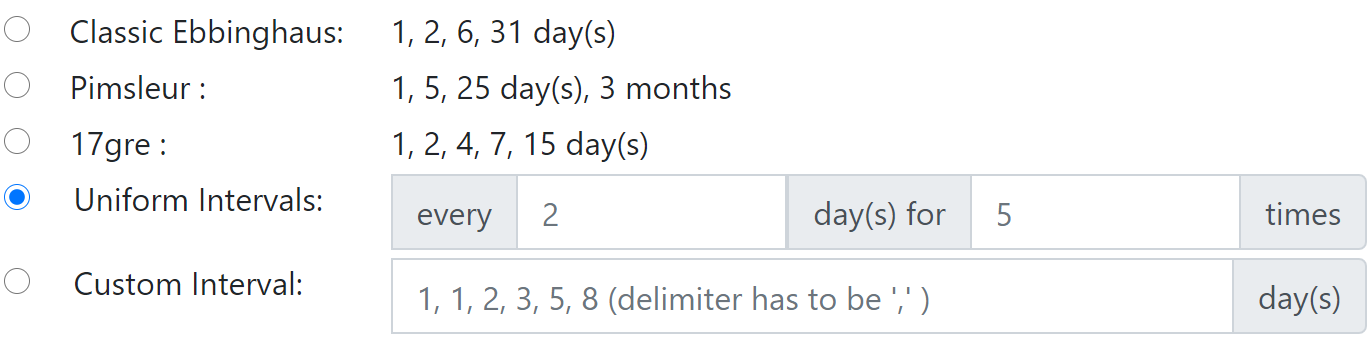 Classic Ebbinghaus: 1, 2, 6, 31 day(s)
Pimsleur : 1, 5, 25 day(s), 3 months
17gre : 1, 2, 4, 7, 15 day(s)
Uniform Intervals: every 2 day(s) for 5 times
Custom Interval: 1, 1, 2, 3, 5, 8 (delimiter has to be ',' ) day(s)